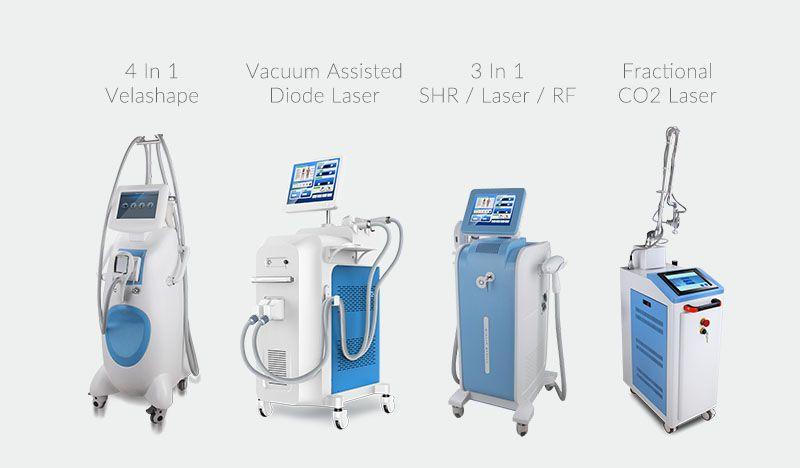 4 In 1
Velashape
Vacuum Assisted
Diode Laser
3 In 1
SHR / Laser / RF
Fractional
CO2 Laser